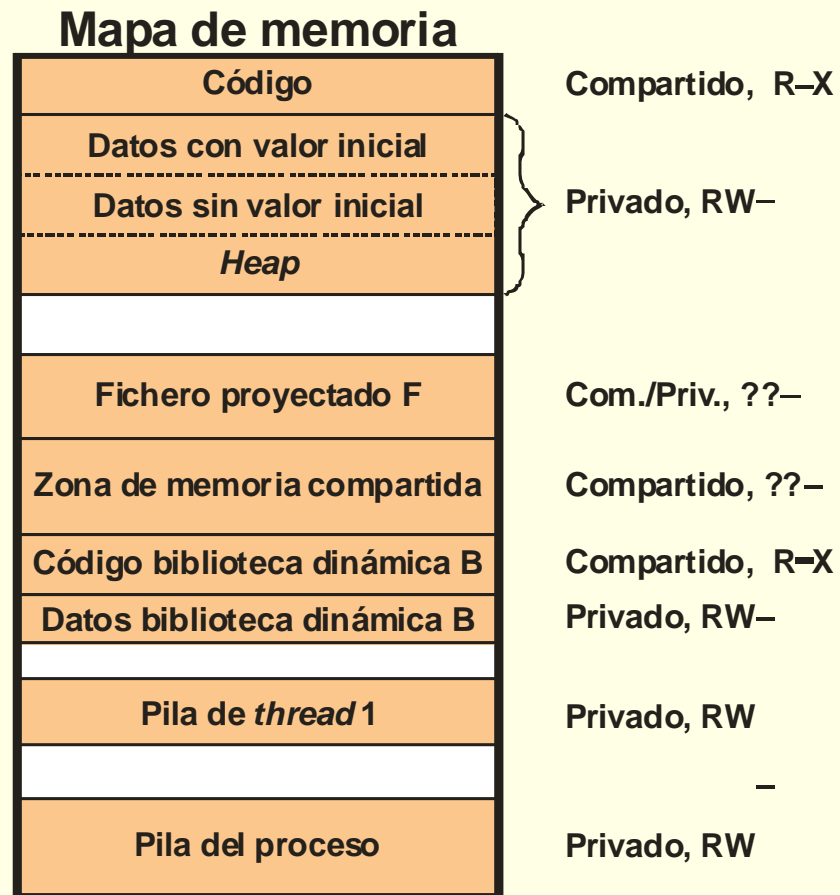 Mapa de memoria
Código Compartido, R–X
Datos con valor inicial
Datos sin valor inicial Privado, RW–
Heap
Fichero proyectado F Com./Priv., ??–
Zona de memoria compartida Compartido, ??–
Código biblioteca dinámica B Compartido, R–X
Datos biblioteca dinámica B Privado, RW–
Pila de thread 1 Privado, RW
–
Pila del proceso Privado, RW